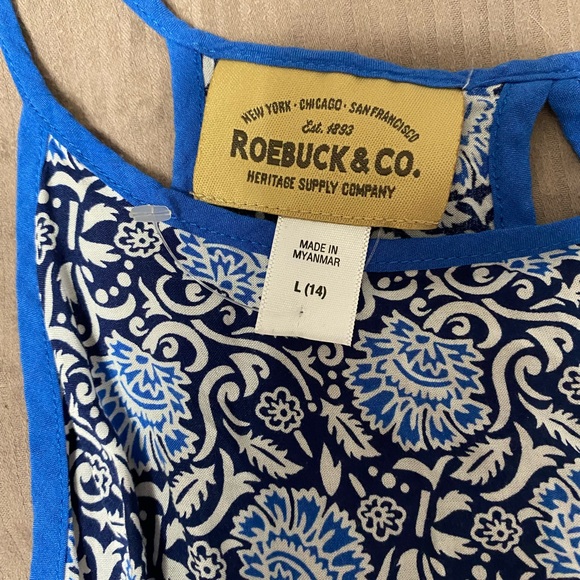 NEW YORK · CHICAGO · SAN FRANCISCO
Est. 1893
ROEBUCK & CO.
HERITAGE SUPPLY COMPANY
MADE IN
MYANMAR
L (14)